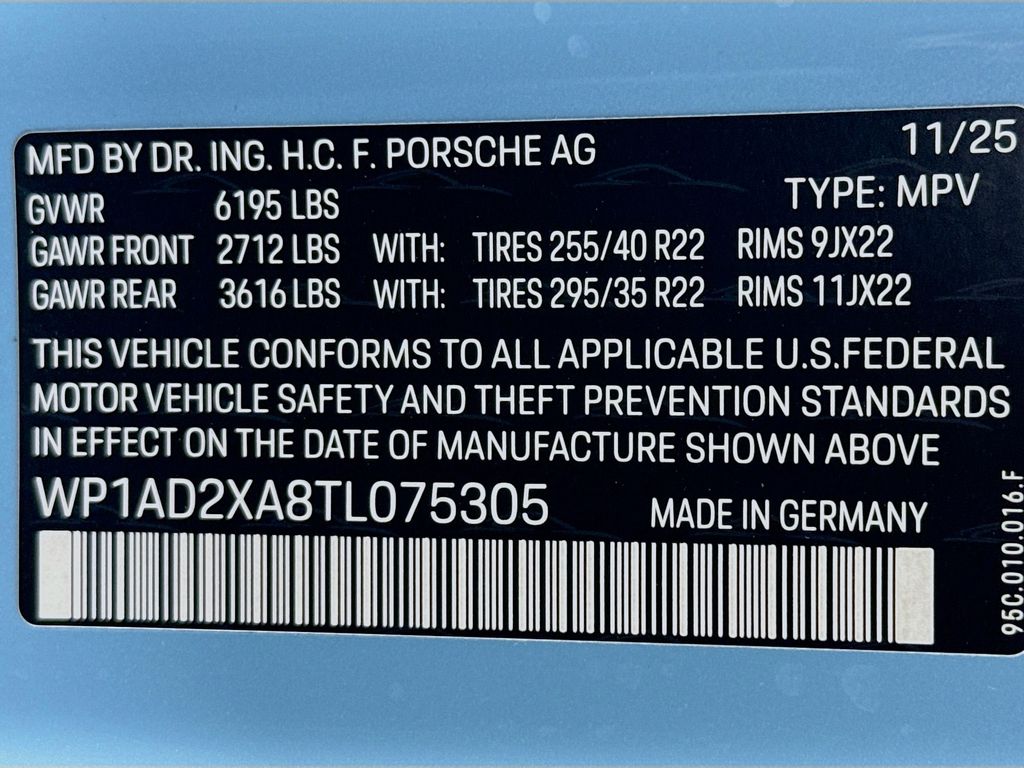 MFD BY DR. ING. H.C. F. PORSCHE AG 11/25
GVWR 6195 LBS TYPE: MPV
GAWR FRONT 2712 LBS WITH: TIRES 255/40 R22 RIMS 9JX22
GAWR REAR 3616 LBS WITH: TIRES 295/35 R22 RIMS 11JX22
THIS VEHICLE CONFORMS TO ALL APPLICABLE U.S.FEDERAL
MOTOR VEHICLE SAFETY AND THEFT PREVENTION STANDARDS
IN EFFECT ON THE DATE OF MANUFACTURE SHOWN ABOVE
WP1AD2XA8TL075305 MADE IN GERMANY
95C.010.016.F